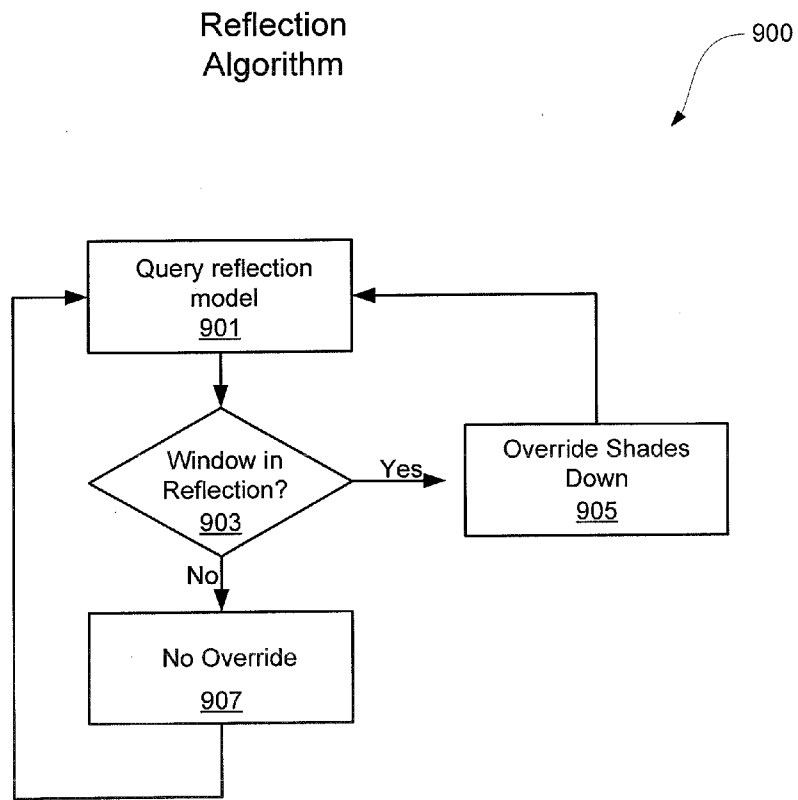 Reflection
Algorithm
900
Query reflection
model
901
Window in
Reflection?
903
Yes
Override Shades
Down
905
No
No Override
907